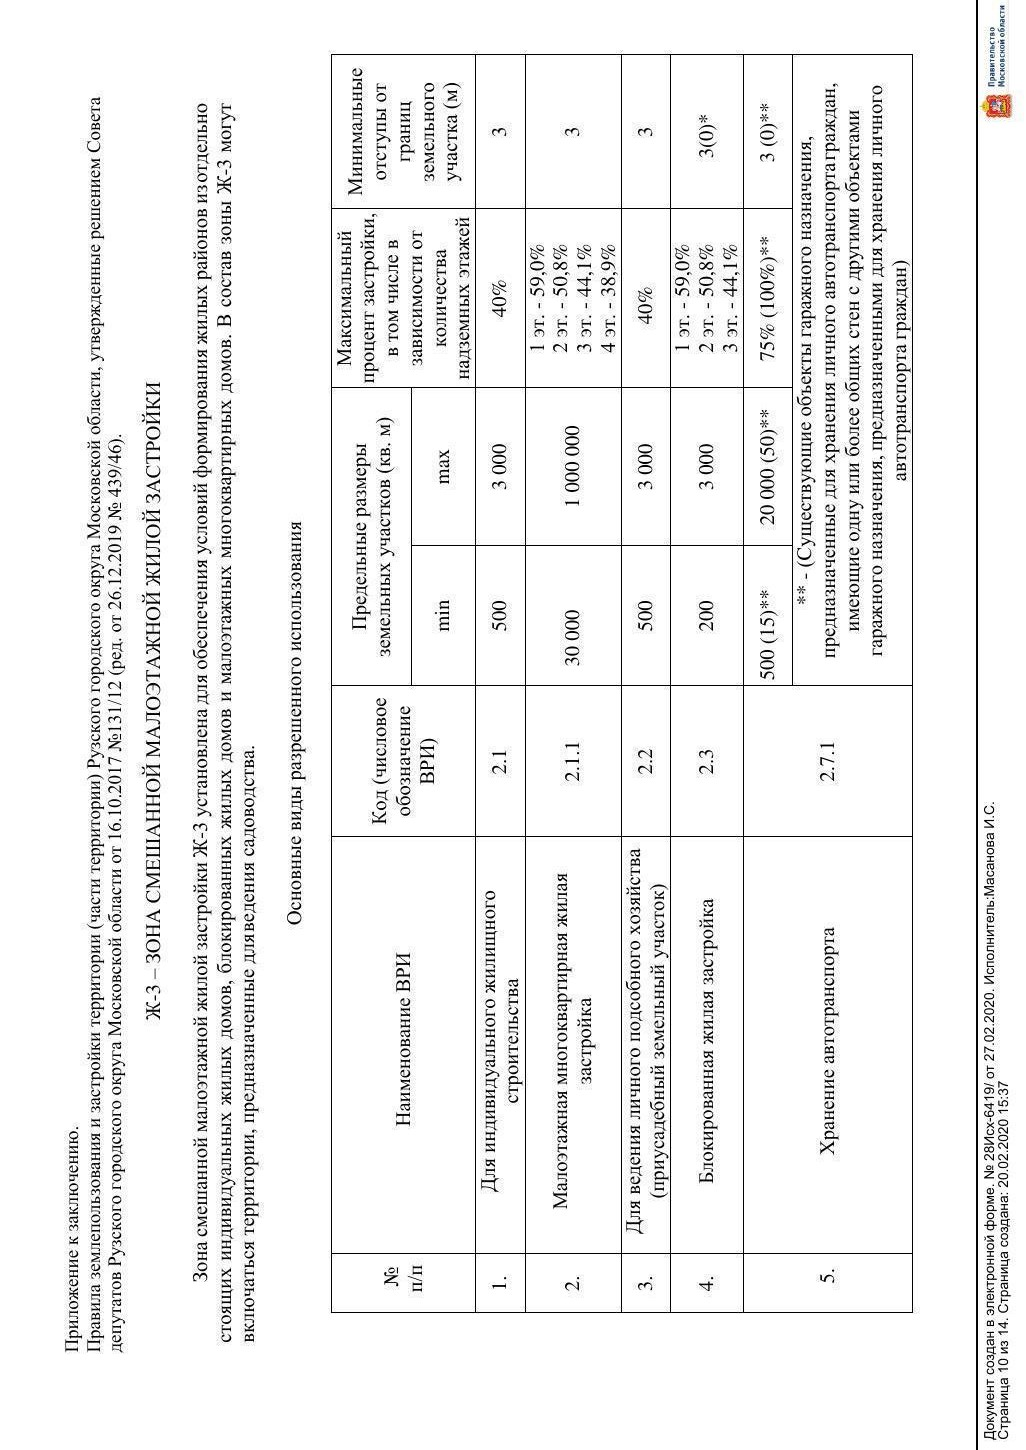 Приложение к заключению.
Правила землепользования и застройки территории (части территории) Рузского городского округа Московской области, утвержденные решением Совета
депутатов Рузского городского округа Московской области от 16.10.2017 №131/12 (ред. от 26.12.2019 № 439/46).
Ж-3 – ЗОНА СМЕШАННОЙ МАЛОЭТАЖНОЙ ЖИЛОЙ ЗАСТРОЙКИ
Зона смешанной малоэтажной жилой застройки Ж-3 установлена для обеспечения условий формирования жилых районов из отдельно
стоящих индивидуальных жилых домов, блокированных жилых домов и малоэтажных многоквартирных домов. В состав зоны Ж-3 могут
включаться территории, предназначенные для ведения садоводства.
Основные виды разрешенного использования
№
п/п
Наименование ВРИ
Код (числовое
обозначение
ВРИ)
Предельные размеры
земельных участков (кв. м)
min
max
Максимальный
процент застройки,
в том числе в
зависимости от
количества
надземных этажей
Минимальные
отступы от
границ
земельного
участка (м)
1.
Для индивидуального жилищного
строительства
2.1
500
3 000
40%
3
2.
Малоэтажная многоквартирная жилая
застройка
2.1.1
30 000
1 000 000
1 эт. - 59,0%
2 эт. - 50,8%
3 эт. - 44,1%
4 эт. - 38,9%
3
3.
Для ведения личного подсобного хозяйства
(приусадебный земельный участок)
2.2
500
3 000
40%
3
4.
Блокированная жилая застройка
2.3
200
3 000
1 эт. - 59,0%
2 эт. - 50,8%
3 эт. - 44,1%
3(0)*
5.
Хранение автотранспорта
2.7.1
500 (15)**
20 000 (50)**
75% (100%)**
3 (0)**
** - (Существующие объекты гаражного назначения,
предназначенные для хранения личного автотранспорта граждан,
имеющие одну или более общих стен с другими объектами
гаражного назначения, предназначенными для хранения личного
автотранспорта граждан)
Документ создан в электронной форме. № 28Исх-6419/ от 27.02.2020. Исполнитель:Масанова И.С.
Страница 10 из 14. Страница создана: 20.02.2020 15:37
Правительство
Московской области